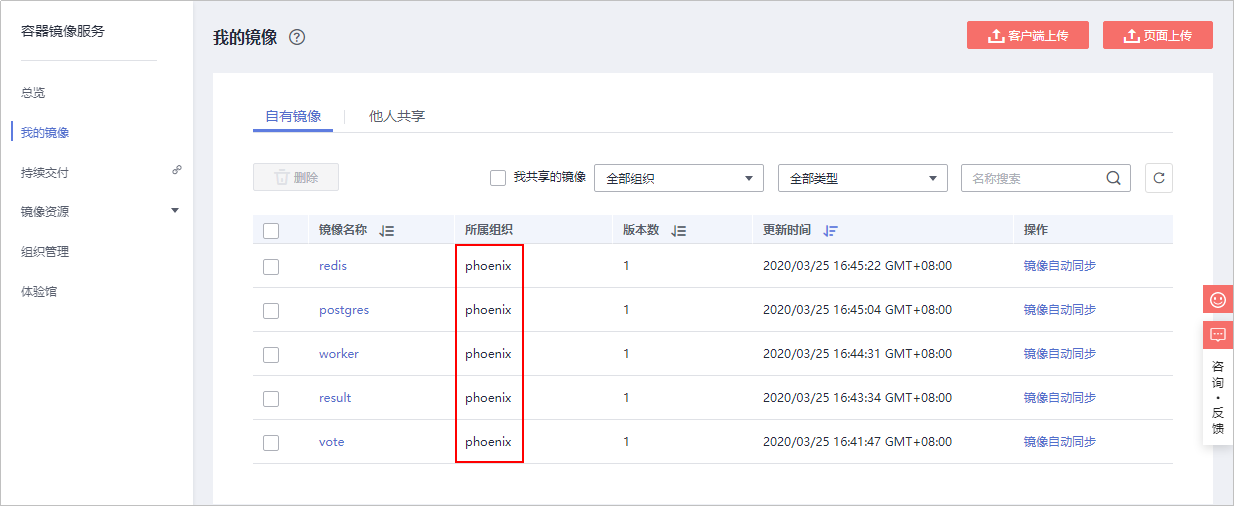 容器镜像服务
总览
我的镜像
持续交付
镜像资源
组织管理
体验馆
我的镜像 ?
客户端上传 页面上传
自有镜像 他人共享
删除 我共享的镜像 全部组织 全部类型 名称搜索
镜像名称 所属组织 版本数 更新时间 操作
redis phoenix 1 2020/03/25 16:45:22 GMT+08:00 镜像自动同步
postgres phoenix 1 2020/03/25 16:45:04 GMT+08:00 镜像自动同步
worker phoenix 1 2020/03/25 16:44:31 GMT+08:00 镜像自动同步
result phoenix 1 2020/03/25 16:43:34 GMT+08:00 镜像自动同步
vote phoenix 1 2020/03/25 16:41:47 GMT+08:00 镜像自动同步
咨询·反馈